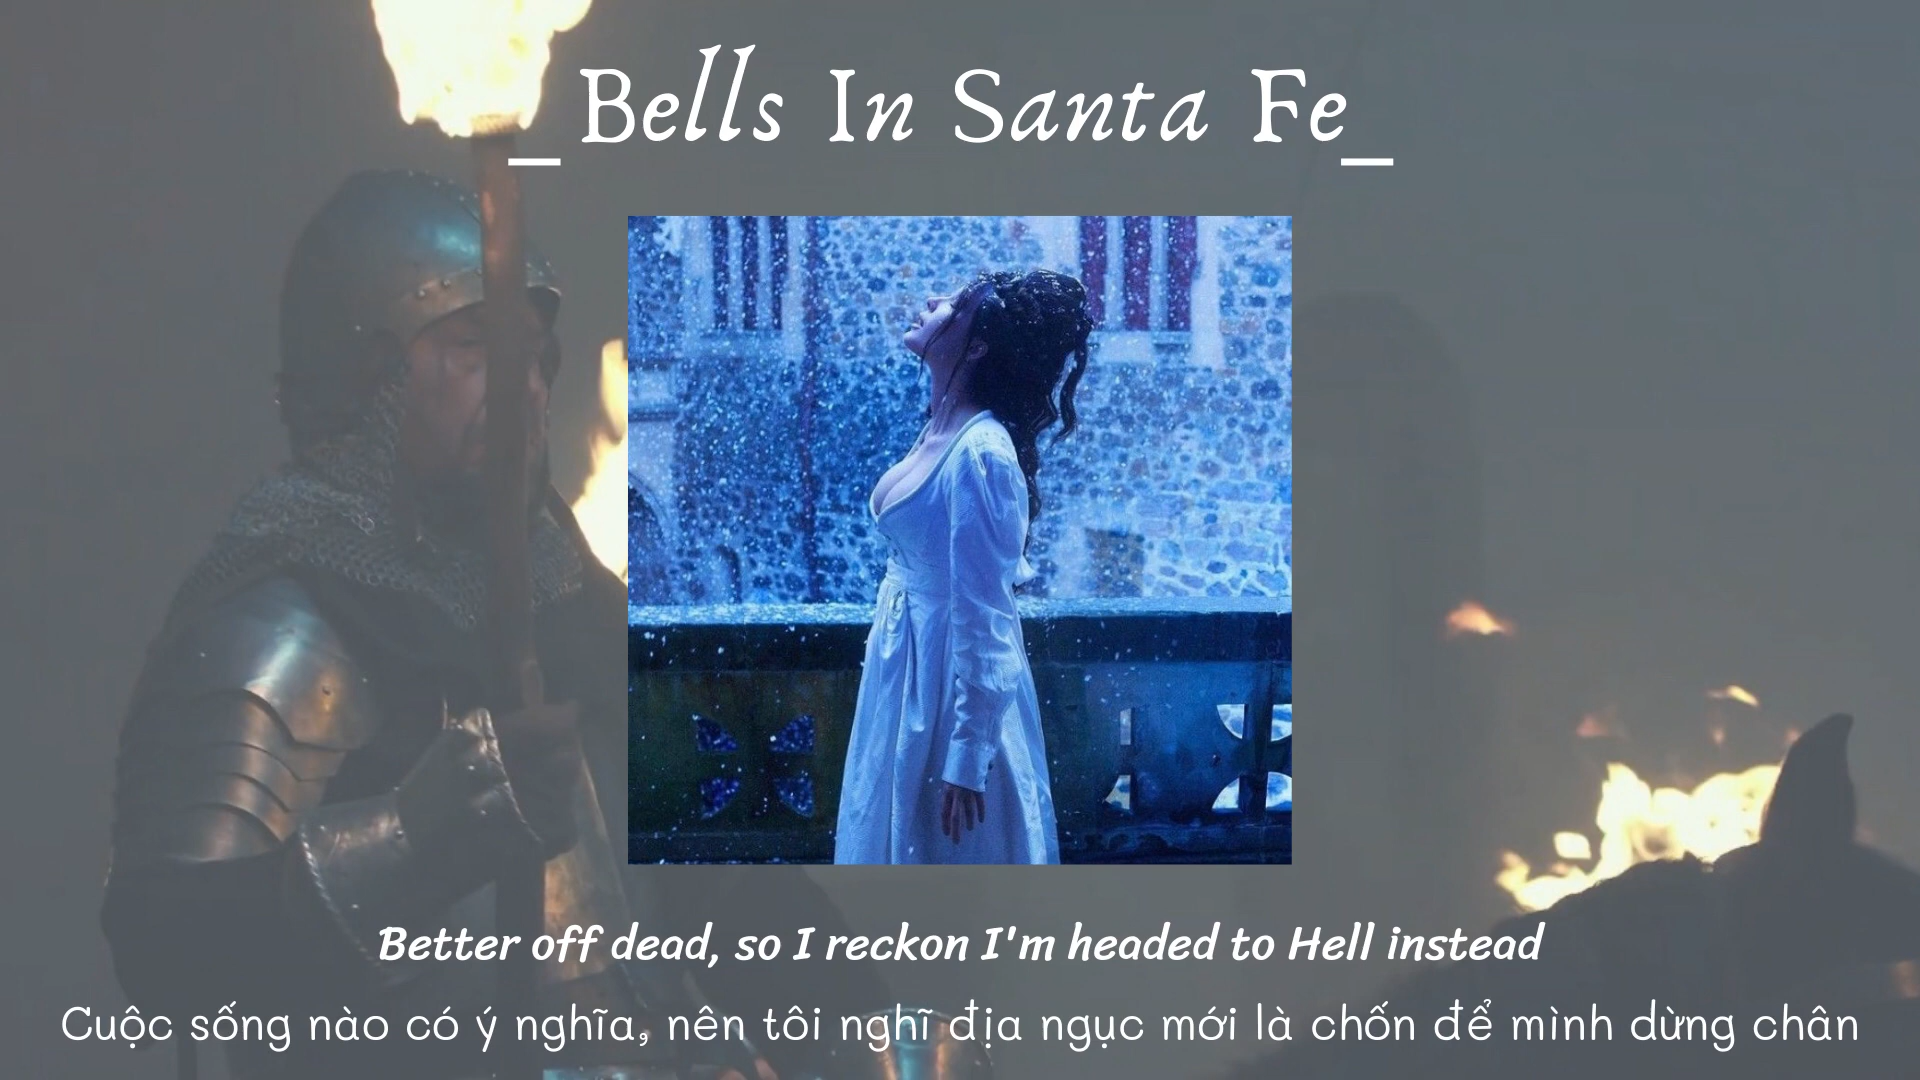 _Bells In Santa Fe_
Better off dead, so I reckon I'm headed to Hell instead
Cuộc sống nào có ý nghĩa, nên tôi nghĩ địa ngục mới là chốn để mình dừng chân